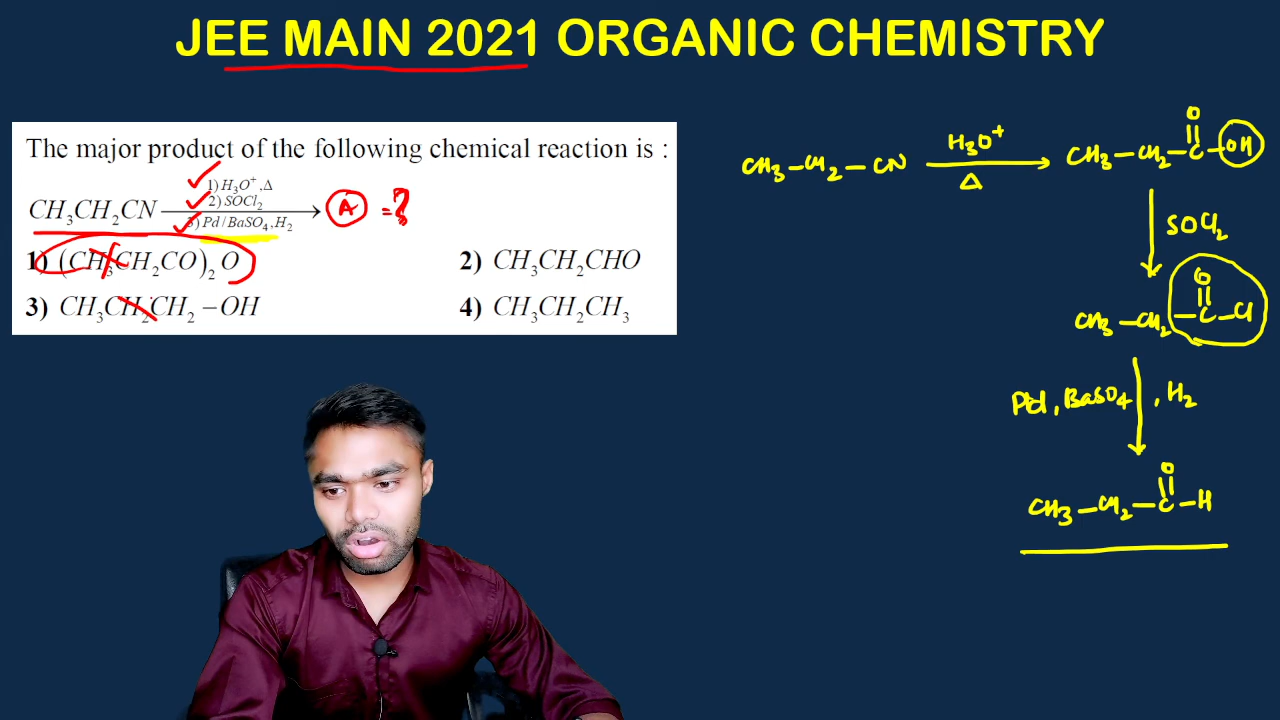 JEE MAIN 2021 ORGANIC CHEMISTRY
The major product of the following chemical reaction is :
1) H₃O⁺,Δ
2) SOCl₂
3) Pd / BaSO₄,H₂
CH₃CH₂CN → A = ?
1) (CH₃CH₂CO)₂O
2) CH₃CH₂CHO
3) CH₃CH₂CH₂ – OH
4) CH₃CH₂CH₃
CH₃–CH₂–CN
H₃O⁺
Δ
O
CH₃–CH₂–C–OH
SOCl₂
O
CH₃–CH₂–C–Cl
Pd, BaSO₄, H₂
O
CH₃–CH₂–C–H